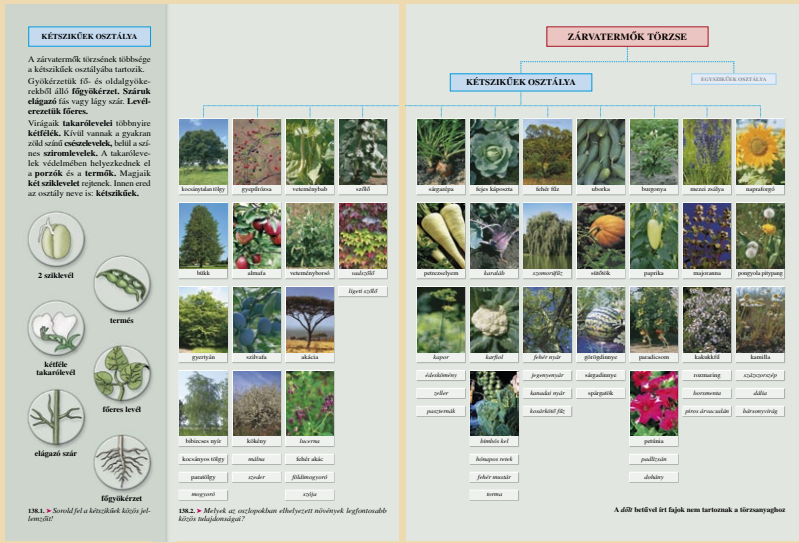 KÉTSZIKŰEK OSZTÁLYA
A zárvatermők törzsének többsége
a kétszikűek osztályába tartozik.
Gyökérzetük fő- és oldalgyöke-
rekből álló főgyökérzet. Száruk
elágazó fás vagy lágy szár. Levél-
erezetük főeres.
Virágaik takarólevelei többnyire
kétfélék. Kívül vannak a gyakran
zöld színű csészelevelek, belül a szí-
nes sziromlevelek. A takaróleve-
lek védelmében helyezkednek el
a porzók és a termők. Magjaik
két sziklevelet rejtenek. Innen ered
az osztály neve is: kétszikűek.
2 sziklevél
termés
kétféle
takarólevél
főeres levél
elágazó szár
főgyökérzet
138.1. ➤ Sorold fel a kétszikűek közös jel-
lemzőit!
kocsánytalan tölgy
gyepűrózsa
veteménybab
szőlő
bükk
almafa
veteményborsó
vadszőlő
ligeti szőlő
gyertyán
szilvafa
akácia
bibircses nyír
kökény
lucerna
kocsányos tölgy
málna
fehér akác
paratölgy
szeder
földimogyoró
mogyoró
szója
138.2. ➤ Melyek az oszlopokban elhelyezett növények legfontosabb
közös tulajdonságai?
ZÁRVATERMŐK TÖRZSE
KÉTSZIKŰEK OSZTÁLYA
EGYSZIKŰEK OSZTÁLYA
sárgarépa
fejes káposzta
fehér fűz
uborka
burgonya
mezei zsálya
napraforgó
petrezselyem
karaláb
szomorúfűz
sütőtök
paprika
majoranna
pongyola pitypang
kapor
karfiol
fehér nyár
görögdinnye
paradicsom
kakukkfű
kamilla
édeskömény
jegenyenyár
sárgadinnye
rozmaring
százszorszép
zeller
kanadai nyár
spárgatök
borsmenta
dália
paszternák
kosárkötő fűz
piros árvacsalán
bársonyvirág
bimbós kel
petúnia
hónapos retek
padlizsán
fehér mustár
dohány
torma
A dőlt betűvel írt fajok nem tartoznak a törzsanyaghoz